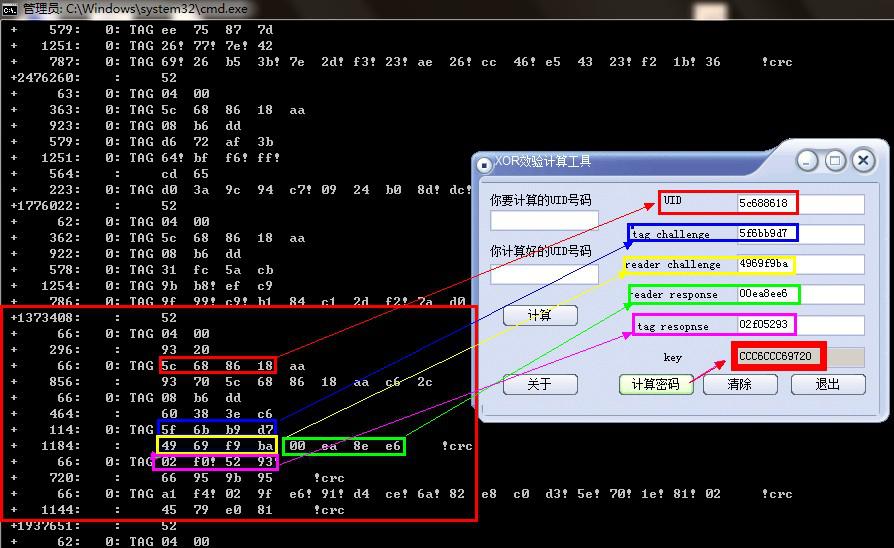 管理员: C:\Windows\system32\cmd.exe
+ 579: 0: TAG ee 75 87 7d
+ 1251: 0: TAG 26! 77! 7e! 42
+ 787: 0: TAG 69! 26 b5 3b! 7e 2d! f3! 23! ae 26! cc 46! e5 43 23! f2 1b! 36 !crc
+2476260: : 52
+ 63: 0: TAG 04 00
+ 363: 0: TAG 5c 68 86 18 aa
+ 923: 0: TAG 08 b6 dd
+ 579: 0: TAG d6 72 af 3b
+ 1251: 0: TAG 64! bf f6! ff!
+ 564: : cd 65
+ 223: 0: TAG d0 3a 9c 94 c7! 09 24 b0 8d! dc!
+1776022: : 52
+ 62: 0: TAG 04 00
+ 362: 0: TAG 5c 68 86 18 aa
+ 922: 0: TAG 08 b6 dd
+ 578: 0: TAG 31 fc 5a cb
+ 1254: 0: TAG 9b b8! ef c9
+ 786: 0: TAG 9f 99! c9! b1 84 c1 2d f2! 7a d0
+1373408: : 52
+ 66: 0: TAG 04 00
+ 296: : 93 20
+ 66: 0: TAG 5c 68 86 18 aa
+ 856: : 93 70 5c 68 86 18 aa c6 2c
+ 66: 0: TAG 08 b6 dd
+ 464: : 60 38 3e c6
+ 114: 0: TAG 5f 6b b9 d7
+ 1184: : 49 69 f9 ba 00 ea 8e e6 !crc
+ 66: 0: TAG 02 f0! 52 93
+ 720: : 66 95 9b 95 !crc
+ 66: 0: TAG a1 f4! 02 9f e6! 91! d4 ce! 6a! 82 e8 c0 d3! 70! 1e! 81! 02 !crc
+ 1144: : 45 79 e0 81 !crc
+1937651: : 52
+ 62: 0: TAG 04 00
XOR效验计算工具
你要计算的UID号码
你计算好的UID号码
计算
关于
UID 5c688618
tag challenge 5f6bb9d7
reader challenge 4969f9ba
reader response 00ea8ee6
tag resopnse 02f05293
key CCC6CCC69720
计算密码 清除 退出